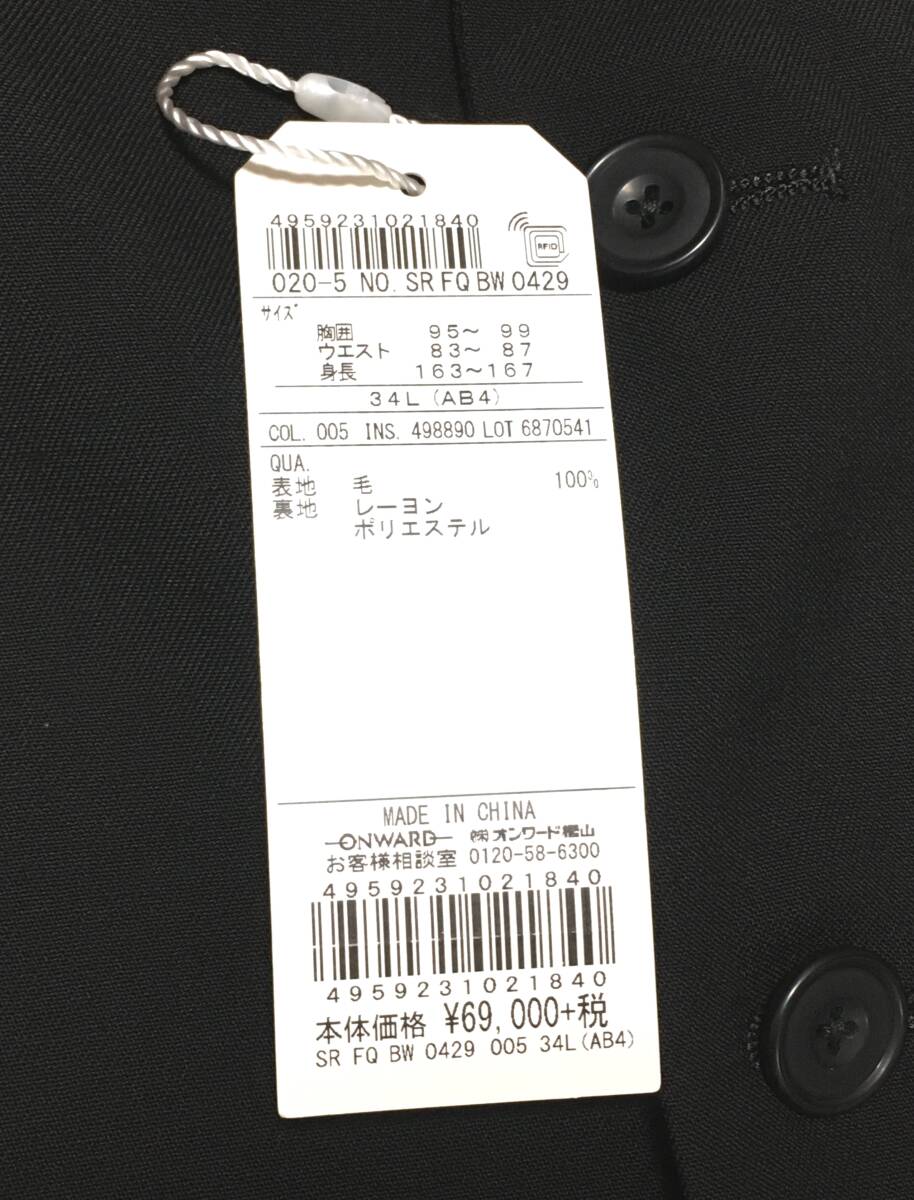 4959231021840
RFID
020-5 NO. SR FQ BW 0429
サイズ
胸囲 95～ 99
ウエスト 83～ 87
身長 163～167
34L (AB4)
COL. 005 INS. 498890 LOT 6870541
QUA.
表地 毛 100%
裏地 レーヨン
ポリエステル
MADE IN CHINA
ONWARD ㈱オンワード樫山
お客様相談室 0120-58-6300
4959231021840
4959231021840
本体価格 ¥69,000+税
SR FQ BW 0429 005 34L(AB4)